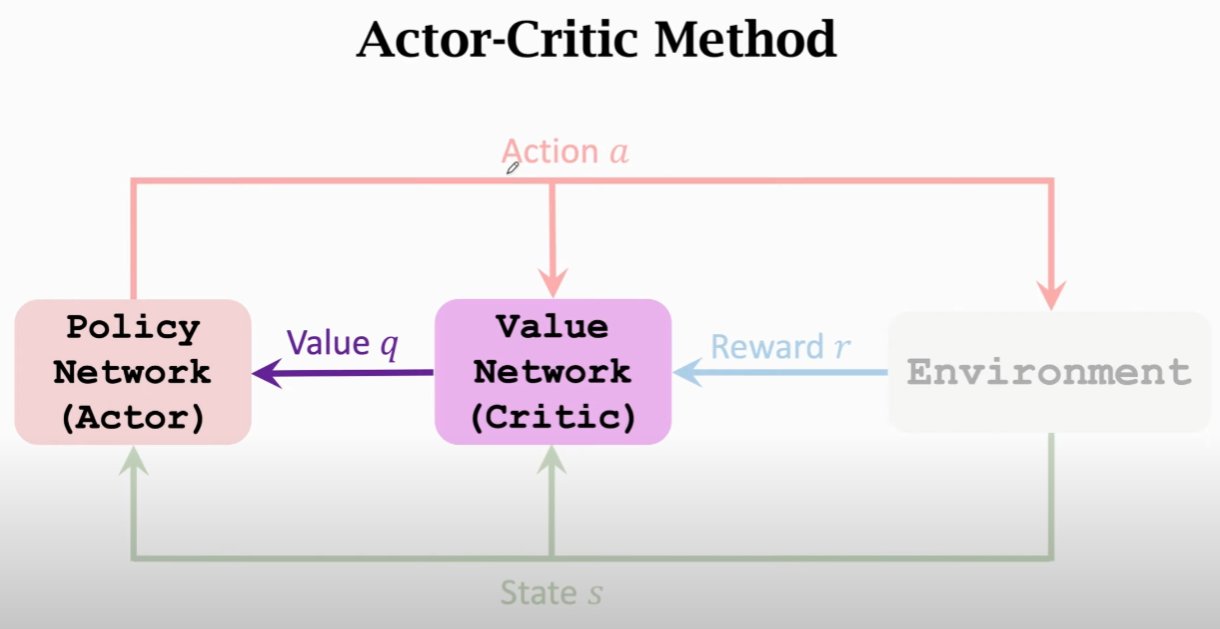 Actor-Critic Method
Action a
Policy
Network
(Actor)
Value q
Value
Network
(Critic)
Reward r
Environment
State s